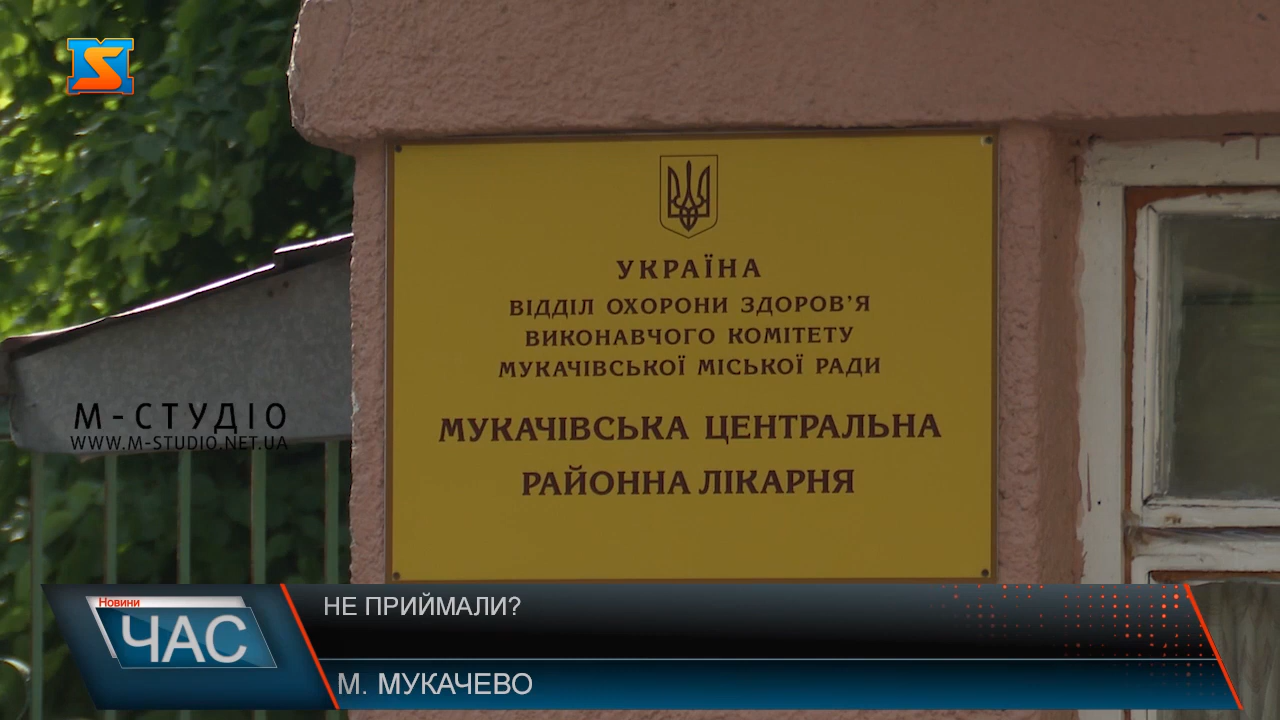 УКРАЇНА
ВІДДІЛ ОХОРОНИ ЗДОРОВ'Я
ВИКОНАВЧОГО КОМІТЕТУ
МУКАЧІВСЬКОЇ МІСЬКОЇ РАДИ
МУКАЧІВСЬКА ЦЕНТРАЛЬНА
РАЙОННА ЛІКАРНЯ
М-СТУДІО
WWW.M-STUDIO.NET.UA
Новини
ЧАС
НЕ ПРИЙМАЛИ?
М. МУКАЧЕВО